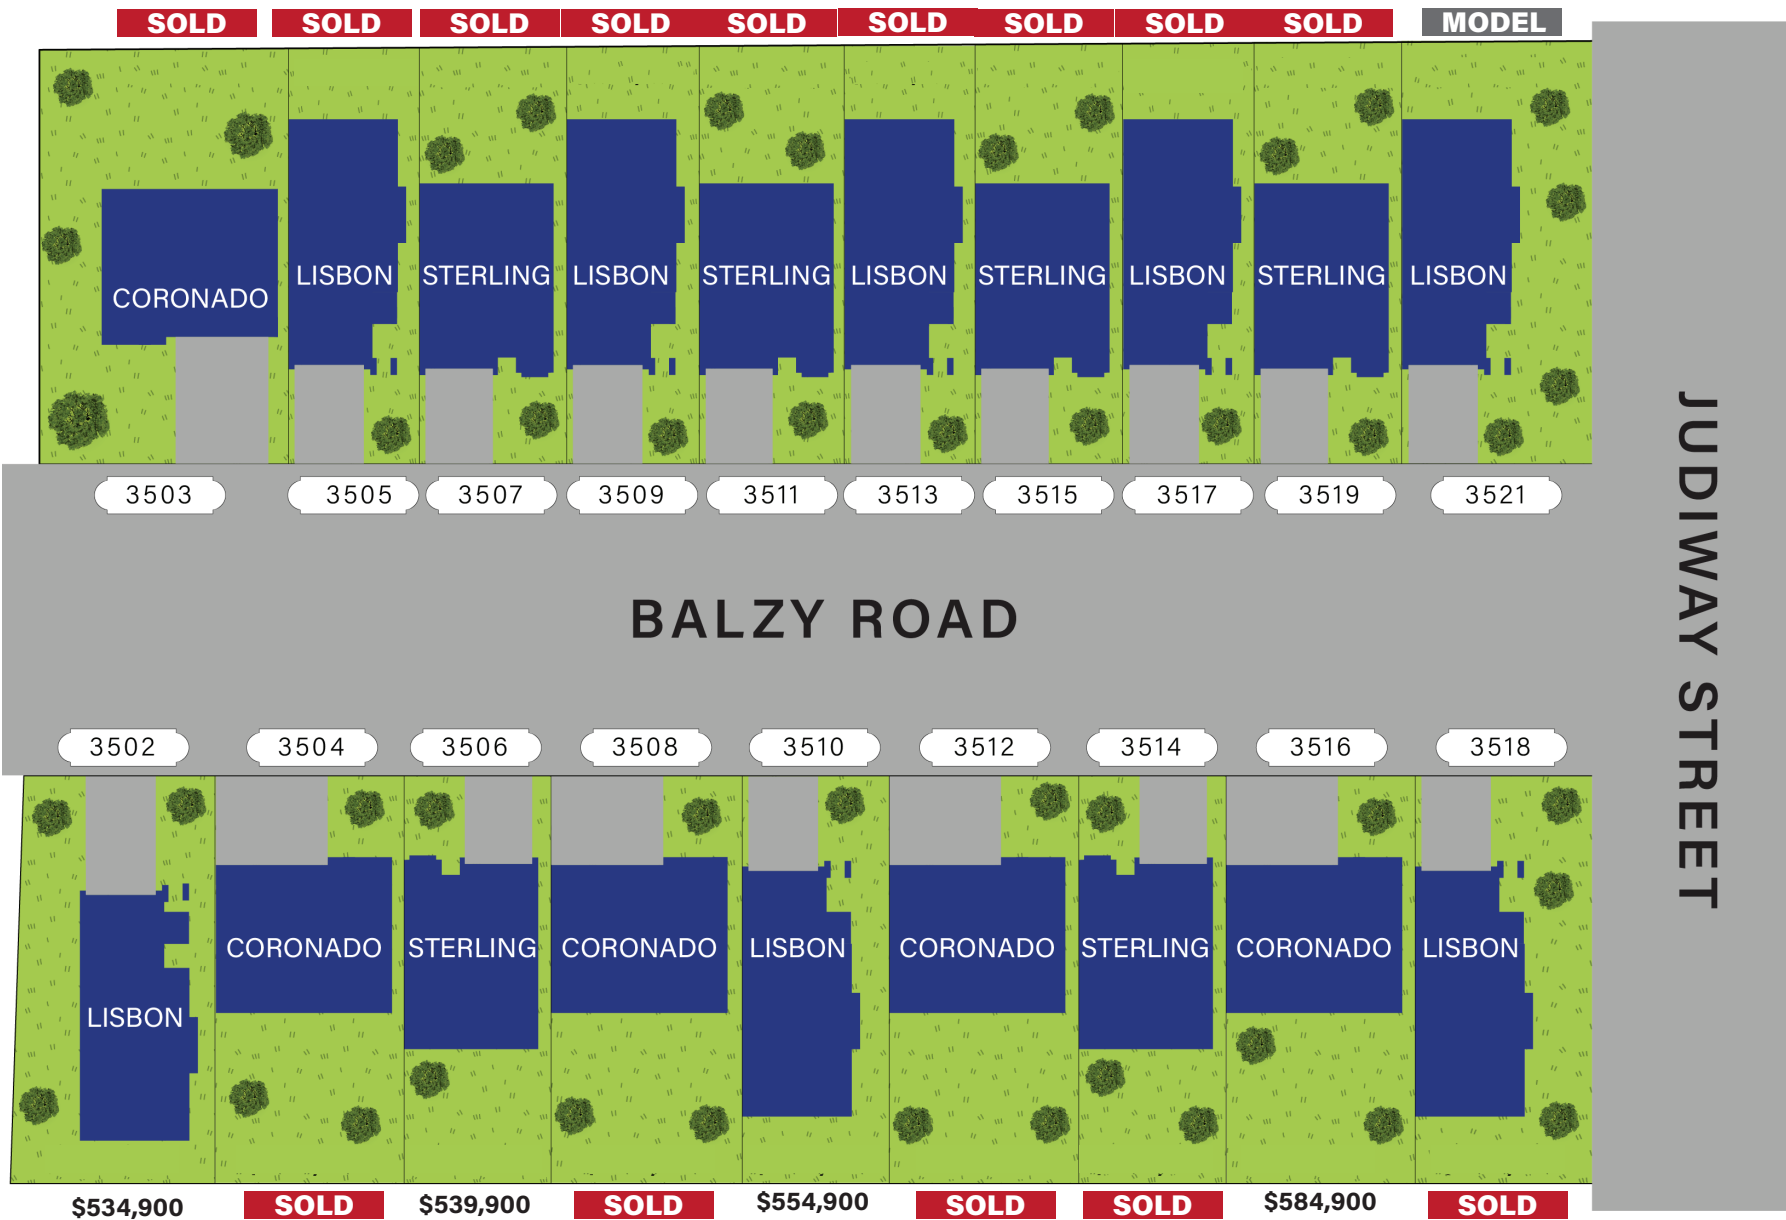 SOLD SOLD SOLD SOLD SOLD SOLD SOLD SOLD SOLD MODEL
CORONADO LISBON STERLING LISBON STERLING LISBON STERLING LISBON STERLING LISBON
3503 3505 3507 3509 3511 3513 3515 3517 3519 3521
BALZY ROAD
JUDIWAY STREET
3502 3504 3506 3508 3510 3512 3514 3516 3518
LISBON CORONADO STERLING CORONADO LISBON CORONADO STERLING CORONADO LISBON
$534,900 SOLD $539,900 SOLD $554,900 SOLD SOLD $584,900 SOLD